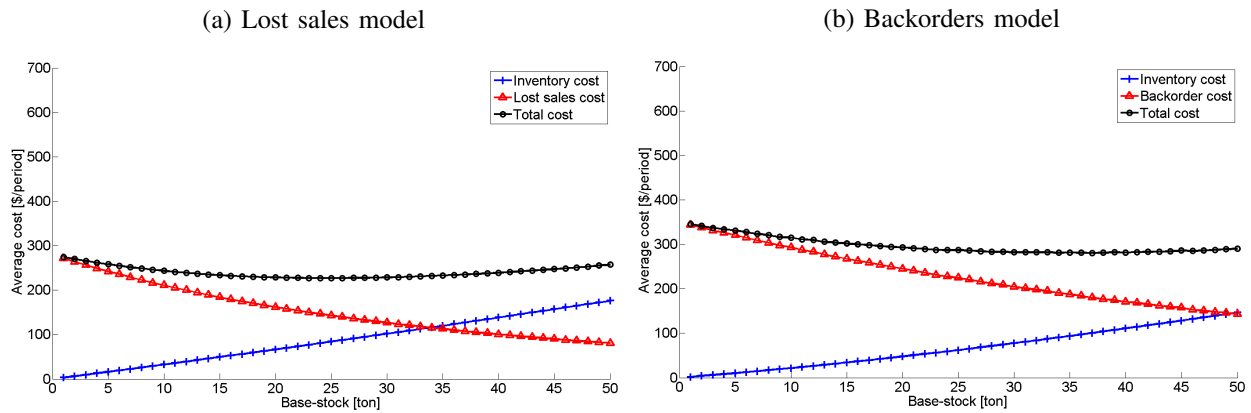 (a) Lost sales model
700
600
500
400
300
200
100
0
0 5 10 15 20 25 30 35 40 45 50
Average cost [$/period]
Base-stock [ton]
Inventory cost
Lost sales cost
Total cost
(b) Backorders model
700
600
500
400
300
200
100
0
0 5 10 15 20 25 30 35 40 45 50
Average cost [$/period]
Base-stock [ton]
Inventory cost
Backorder cost
Total cost